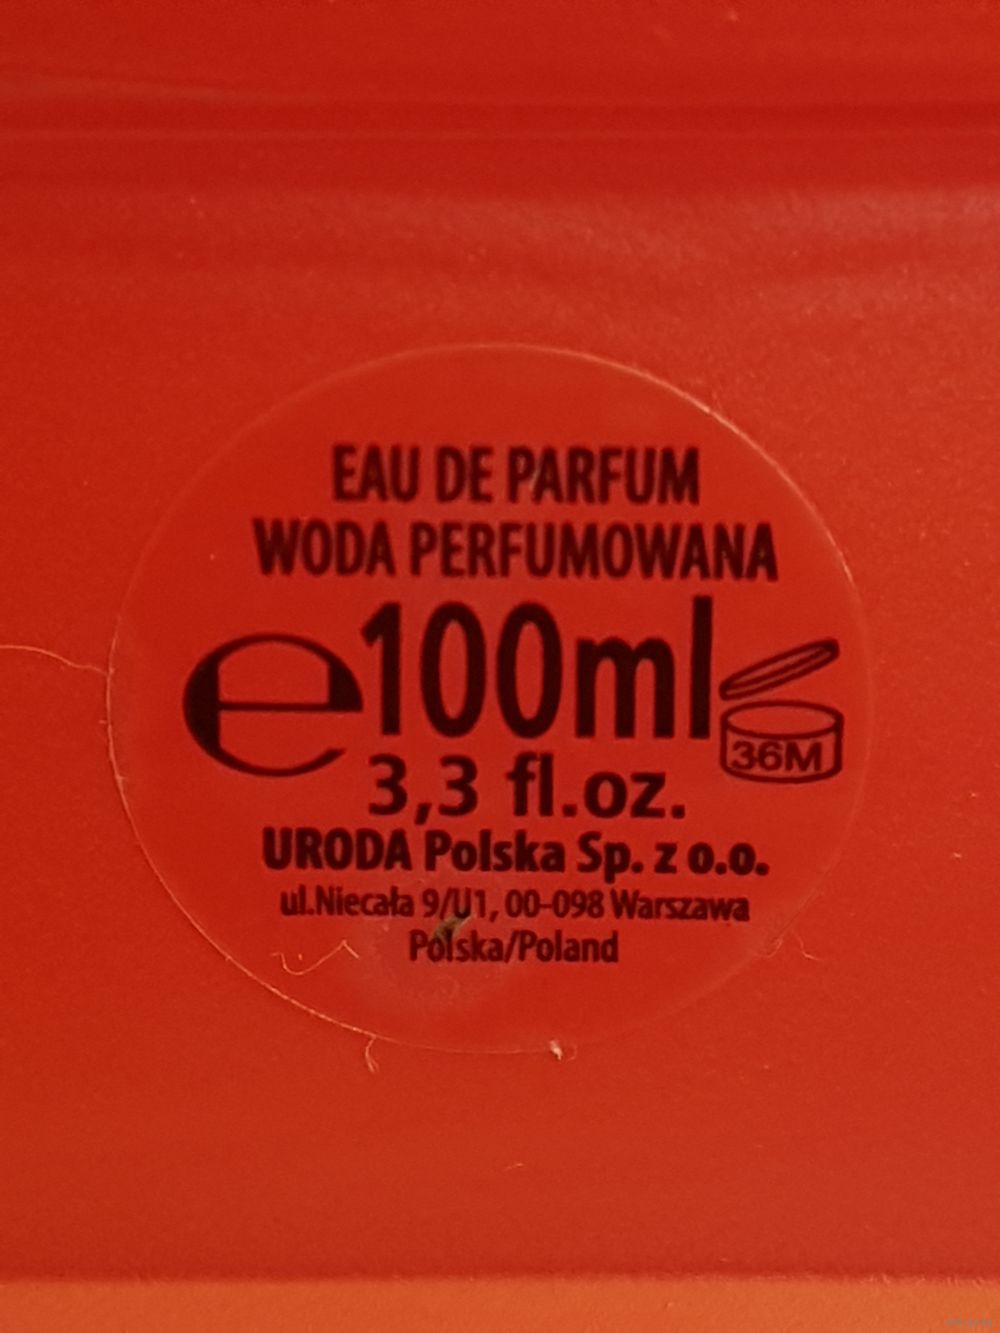 EAU DE PARFUM
WODA PERFUMOWANA
e100ml
36M
3,3 fl.oz.
URODA Polska Sp. z o.o.
ul.Niecała 9/U1, 00-098 Warszawa
Polska/Poland